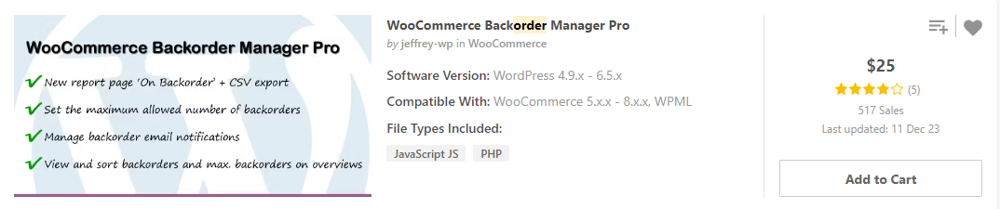 WooCommerce Backorder Manager Pro
New report page 'On Backorder' + CSV export
Set the maximum allowed number of backorders
Manage backorder email notifications
View and sort backorders and max. backorders on overviews
WooCommerce Backorder Manager Pro
by jeffrey-wp in WooCommerce
Software Version: WordPress 4.9.x - 6.5.x
Compatible With: WooCommerce 5.x.x - 8.x.x, WPML
File Types Included:
JavaScript JS PHP
$25
(5)
517 Sales
Last updated: 11 Dec 23
Add to Cart